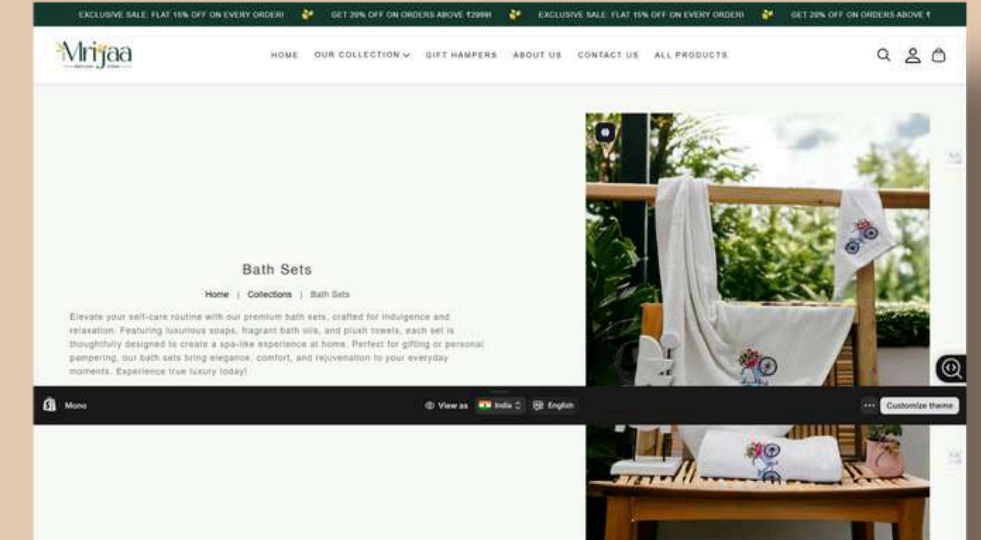 EXCLUSIVE SALE: FLAT 15% OFF ON EVERY ORDER! GET 20% OFF ON ORDERS ABOVE ₹2999! EXCLUSIVE SALE: FLAT 15% OFF ON EVERY ORDER! GET 20% OFF ON ORDERS ABOVE ₹
Mrijaa
HOME OUR COLLECTION GIFT HAMPERS ABOUT US CONTACT US ALL PRODUCTS
Bath Sets
Home | Collections | Bath Sets
Elevate your self-care routine with our premium bath sets, crafted for indulgence and
relaxation. Featuring luxurious soaps, fragrant bath oils, and plush towels, each set is
thoughtfully designed to create a spa-like experience at home. Perfect for gifting or personal
pampering, our bath sets bring elegance, comfort, and rejuvenation to your everyday
moments. Experience true luxury today!
Mono View as India English Customize theme